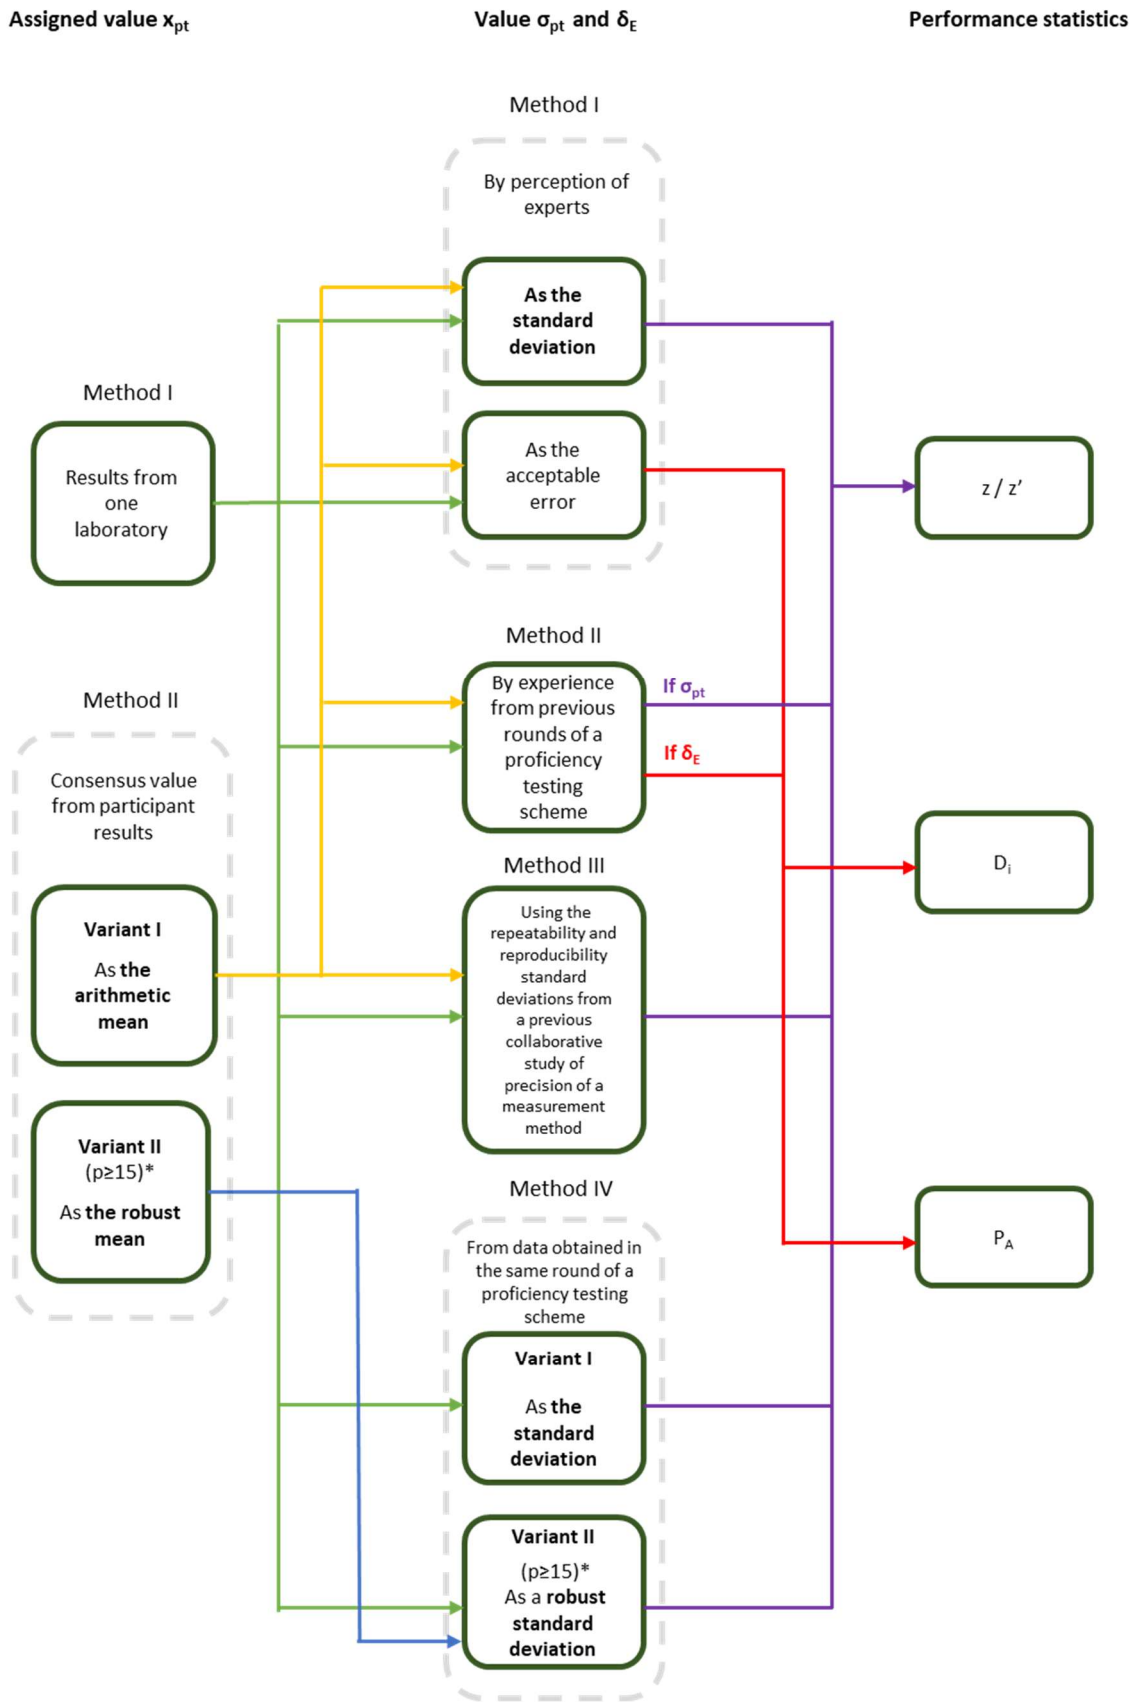 Assigned value xpt
Value σpt and δE
Performance statistics
Method I
Results from
one
laboratory
Method II
Consensus value
from participant
results
Variant I
As the
arithmetic
mean
Variant II
(p≥15)*
As the robust
mean
Method I
By perception of
experts
As the
standard
deviation
As the
acceptable
error
Method II
By experience
from previous
rounds of a
proficiency
testing
scheme
If σpt
If δE
Method III
Using the
repeatability and
reproducibility
standard
deviations from
a previous
collaborative
study of
precision of a
measurement
method
Method IV
From data obtained in
the same round of a
proficiency testing
scheme
Variant I
As the
standard
deviation
Variant II
(p≥15)*
As a robust
standard
deviation
z / z’
Di
PA